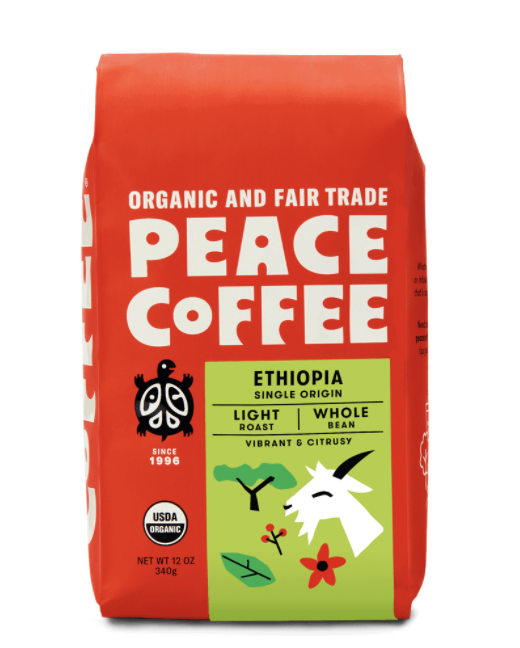 ORGANIC AND FAIR TRADE
PEACE
COFFEE
ETHIOPIA
SINGLE ORIGIN
LIGHT ROAST
WHOLE BEAN
VIBRANT & CITRUSY
SINCE
1996
USDA
ORGANIC
NET WT 12 OZ
340g
COFFEE